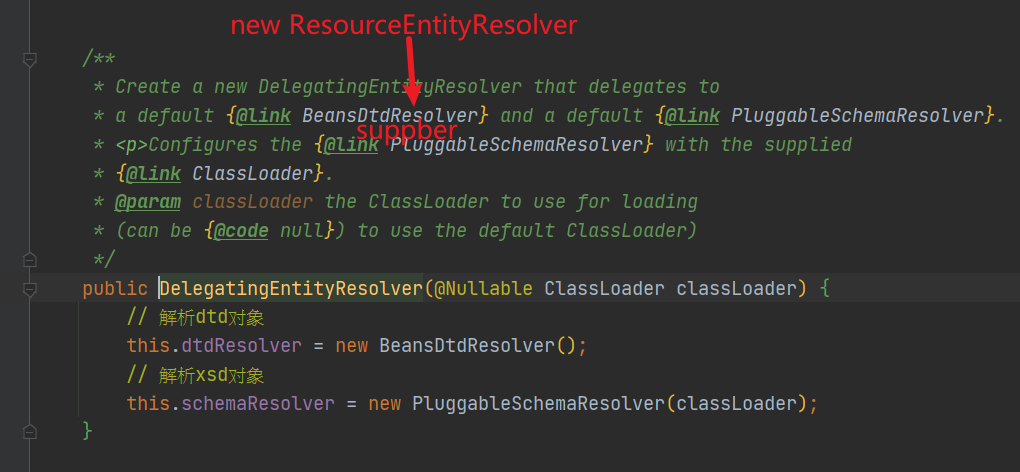 new ResourceEntityResolver
/**
* Create a new DelegatingEntityResolver that delegates to
* a default {@link BeansDtdResolver} and a default {@link PluggableSchemaResolver}.
suppber
* <p>Configures the {@link PluggableSchemaResolver} with the supplied
* {@link ClassLoader}.
* @param classLoader the ClassLoader to use for loading
* (can be {@code null}) to use the default ClassLoader)
*/
public DelegatingEntityResolver(@Nullable ClassLoader classLoader) {
// 解析dtd对象
this.dtdResolver = new BeansDtdResolver();
// 解析xsd对象
this.schemaResolver = new PluggableSchemaResolver(classLoader);
}